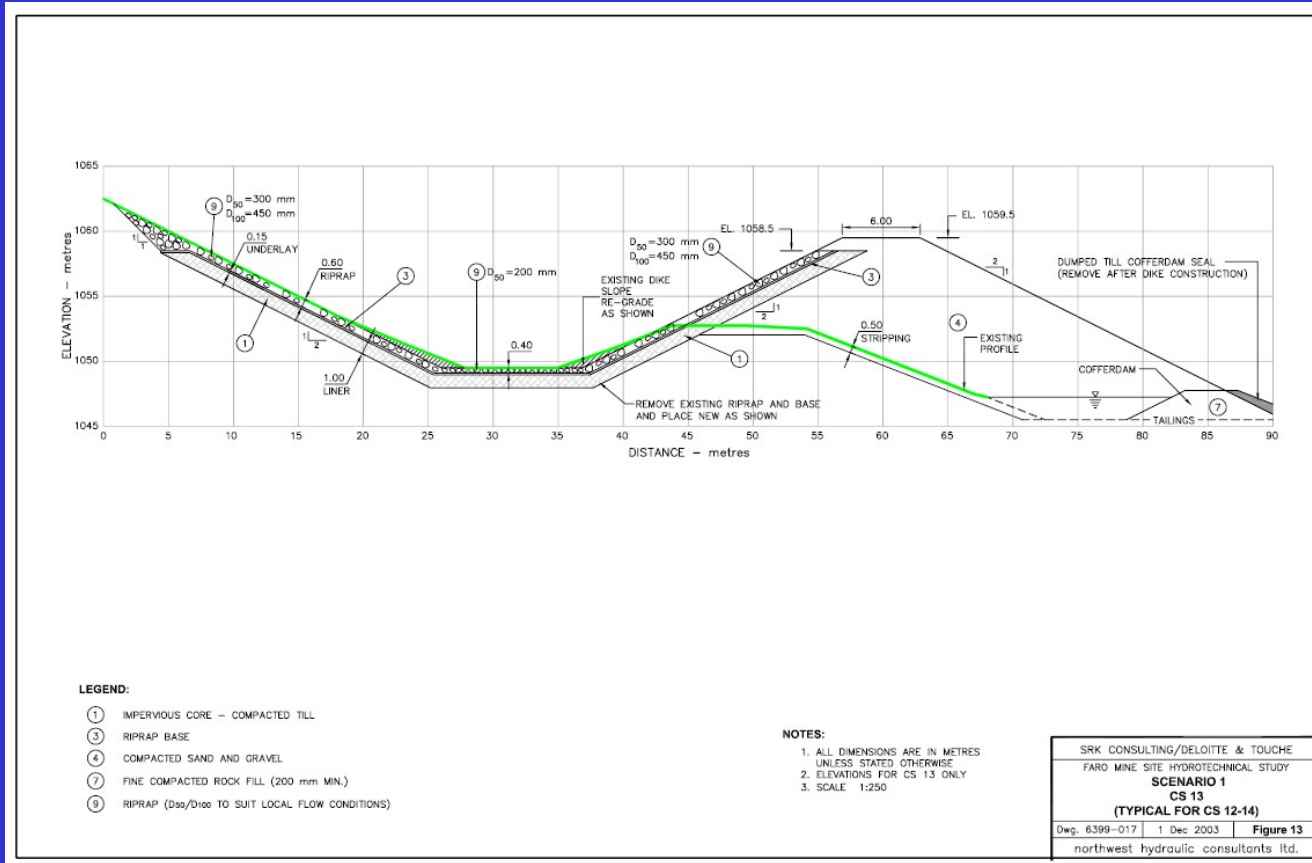 1065
1060
1055
1050
1045
ELEVATION – metres
0 5 10 15 20 25 30 35 40 45 50 55 60 65 70 75 80 85 90
DISTANCE – metres
9 D50=300 mm
D100=450 mm
0.15
UNDERLAY
0.60
RIPRAP
3
1
1
1
1
2
1.00
LINER
9 D50=200 mm
0.40
EXISTING DIKE
SLOPE
RE-GRADE
AS SHOWN
D50=300 mm
D100=450 mm
9
EL. 1058.5
6.00
EL. 1059.5
3
1
2
1
REMOVE EXISTING RIPRAP AND BASE
AND PLACE NEW AS SHOWN
0.50
STRIPPING
4
EXISTING
PROFILE
2
1
DUMPED TILL COFFERDAM SEAL
(REMOVE AFTER DIKE CONSTRUCTION)
COFFERDAM
7
TAILINGS
LEGEND:
1 IMPERVIOUS CORE – COMPACTED TILL
3 RIPRAP BASE
4 COMPACTED SAND AND GRAVEL
7 FINE COMPACTED ROCK FILL (200 mm MIN.)
9 RIPRAP (D50/D100 TO SUIT LOCAL FLOW CONDITIONS)
NOTES:
1. ALL DIMENSIONS ARE IN METRES
UNLESS STATED OTHERWISE
2. ELEVATIONS FOR CS 13 ONLY
3. SCALE 1:250
SRK CONSULTING/DELOITTE & TOUCHE
FARO MINE SITE HYDROTECHNICAL STUDY
SCENARIO 1
CS 13
(TYPICAL FOR CS 12-14)
Dwg. 6399-017 1 Dec 2003 Figure 13
northwest hydraulic consultants ltd.